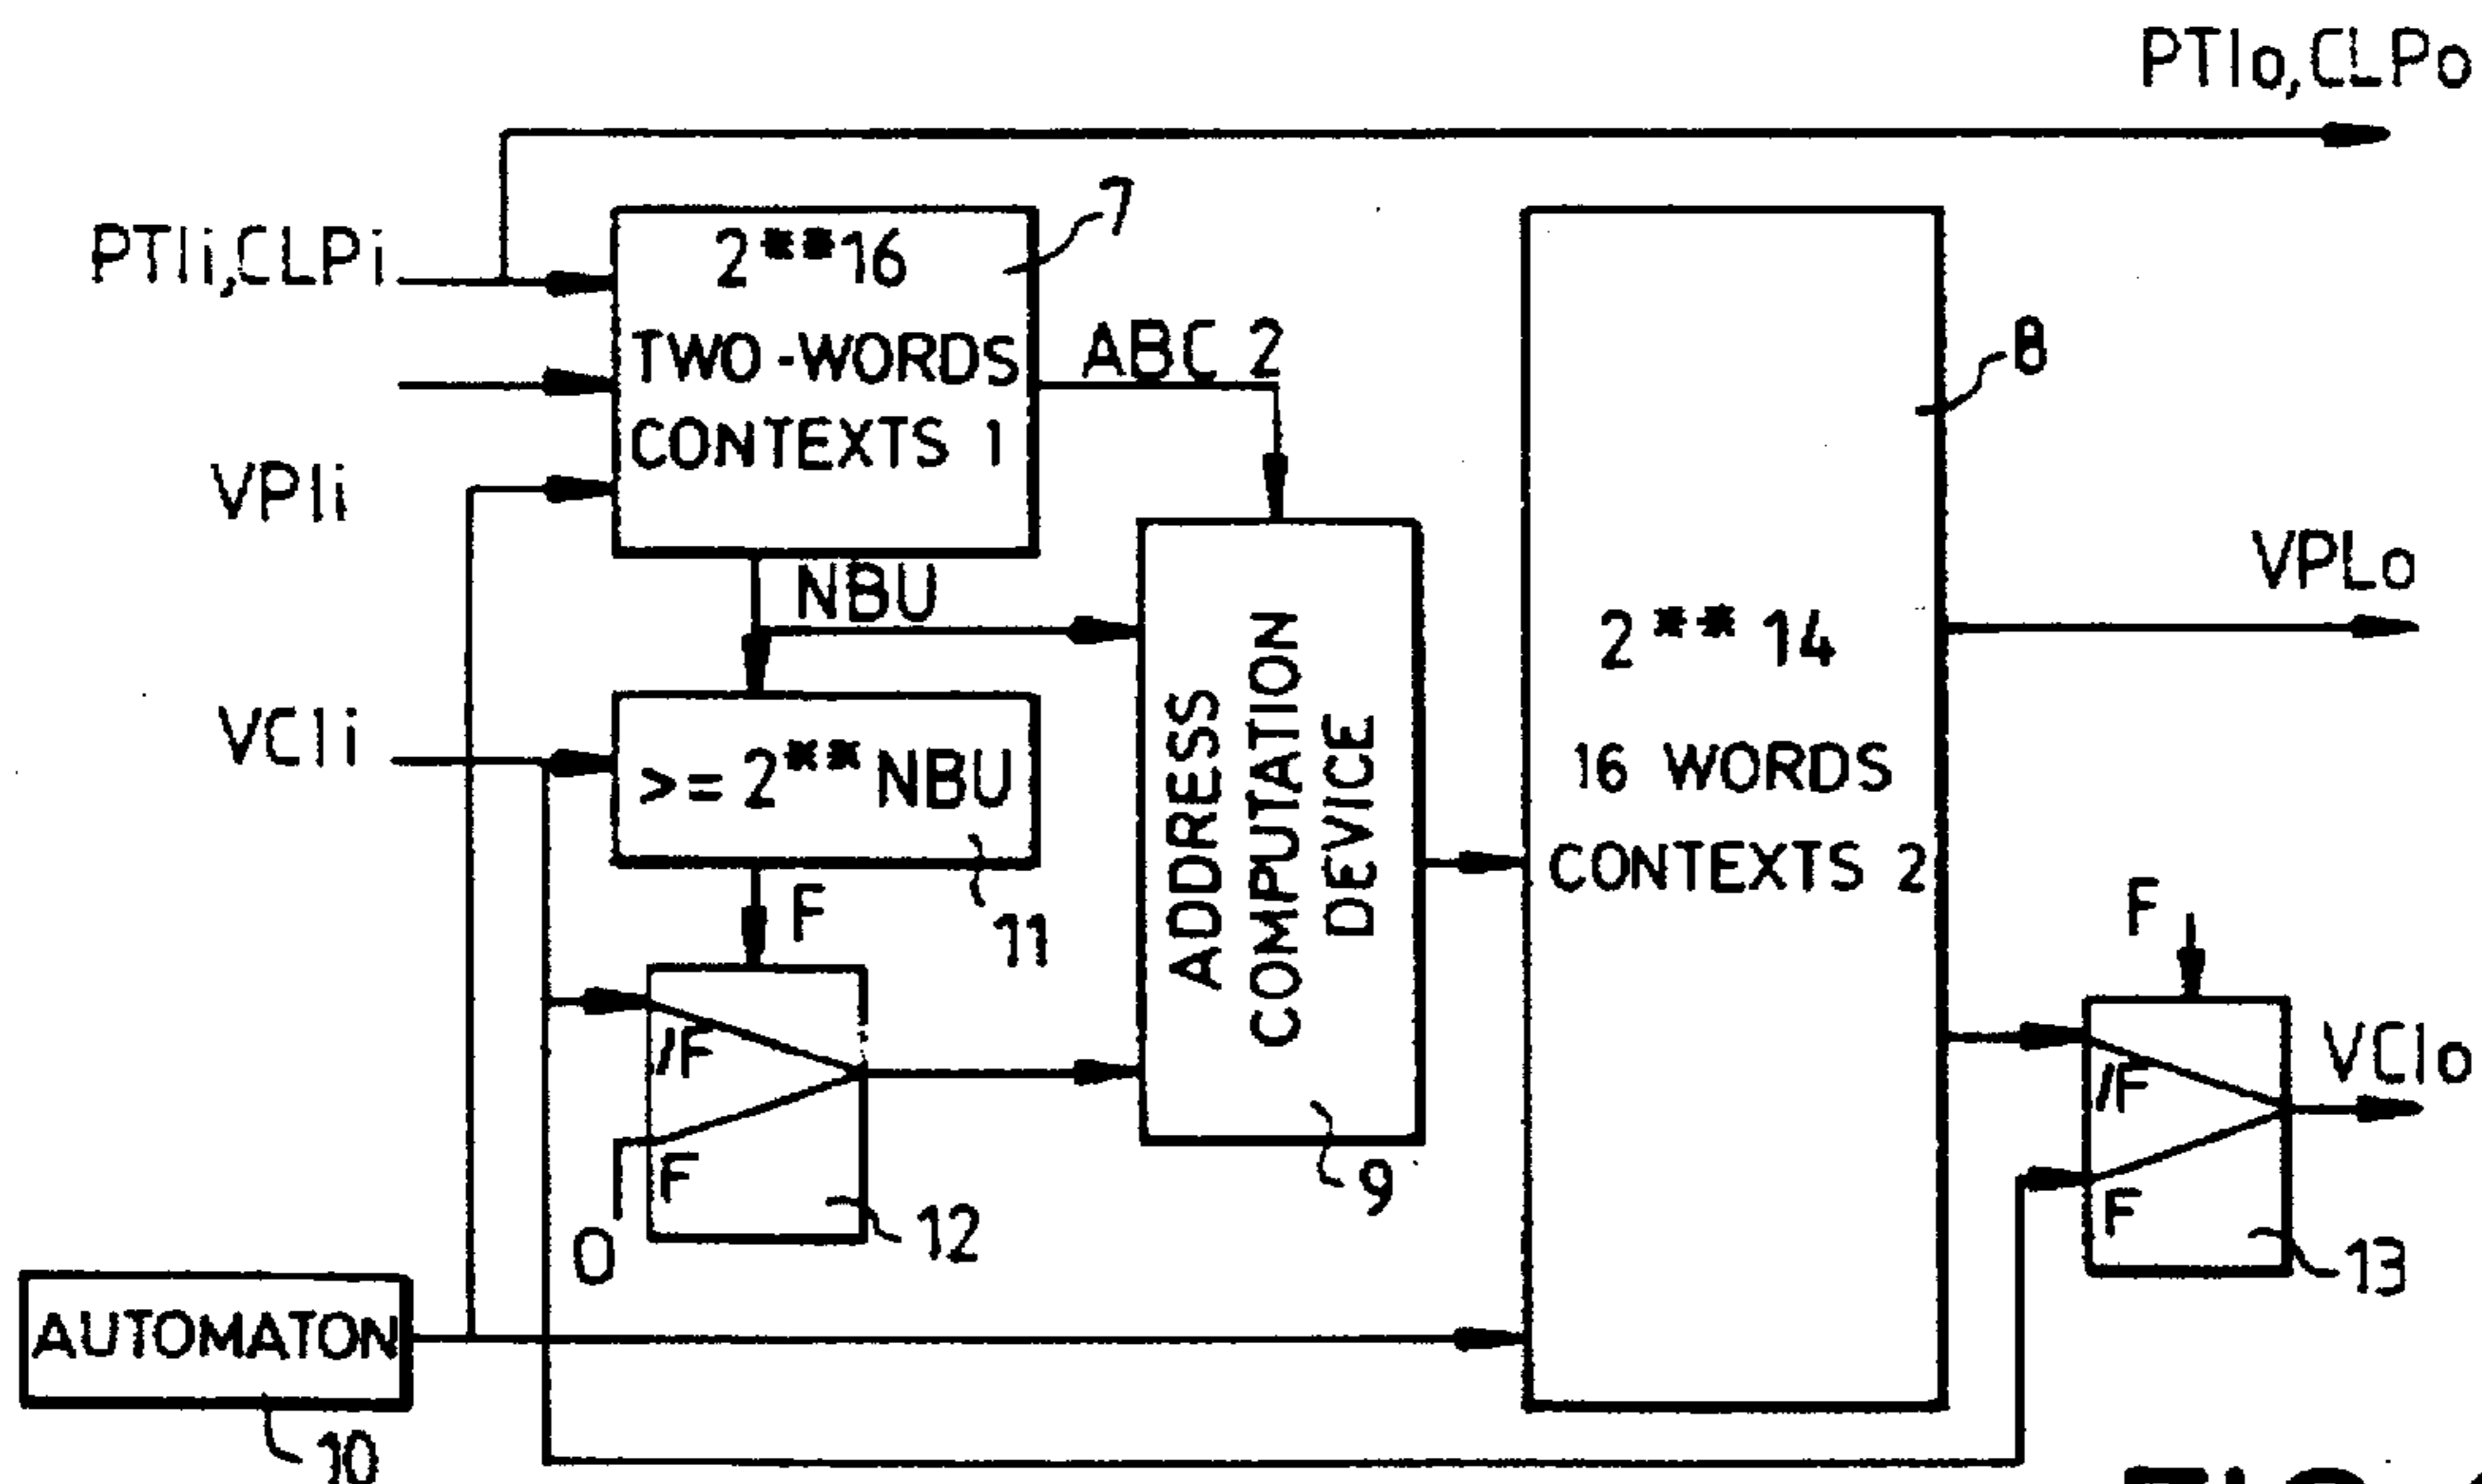 PTIo,CLPo
7
PTIi,CLPi
2**16
TWO-WORDS
CONTEXTS 1
ABC 2
8
VPIi
NBU
VPLo
2**14
16 WORDS
CONTEXTS 2
VCIi
>= 2**NBU
ADDRESS
COMPUTATION
DEVICE
11
F
F
/F
F
12
O
9
VCIo
/F
F
13
AUTOMATON
10